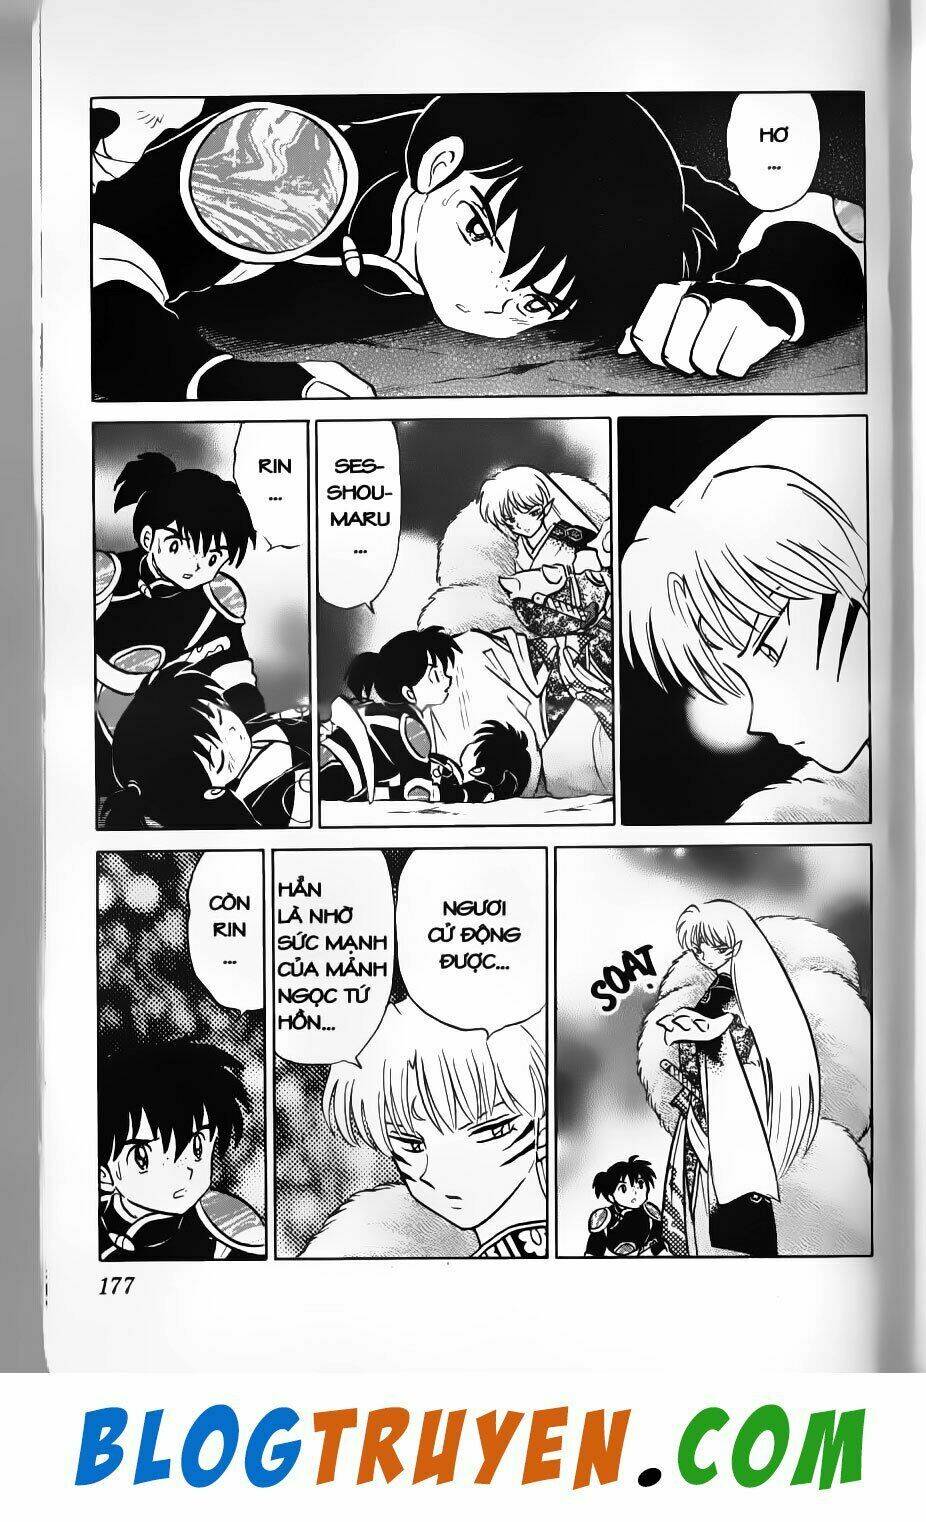 HƠ
...
SES-
SHOU-
MARU
...
RIN
...
SOẠT
NGƯƠI
CỬ ĐỘNG
ĐƯỢC...
HẲN
LÀ NHỜ
SỨC MẠNH
CỦA MẢNH
NGỌC TỨ
HỒN...
CÒN
RIN
...
177
BLOGTRUYEN.COM